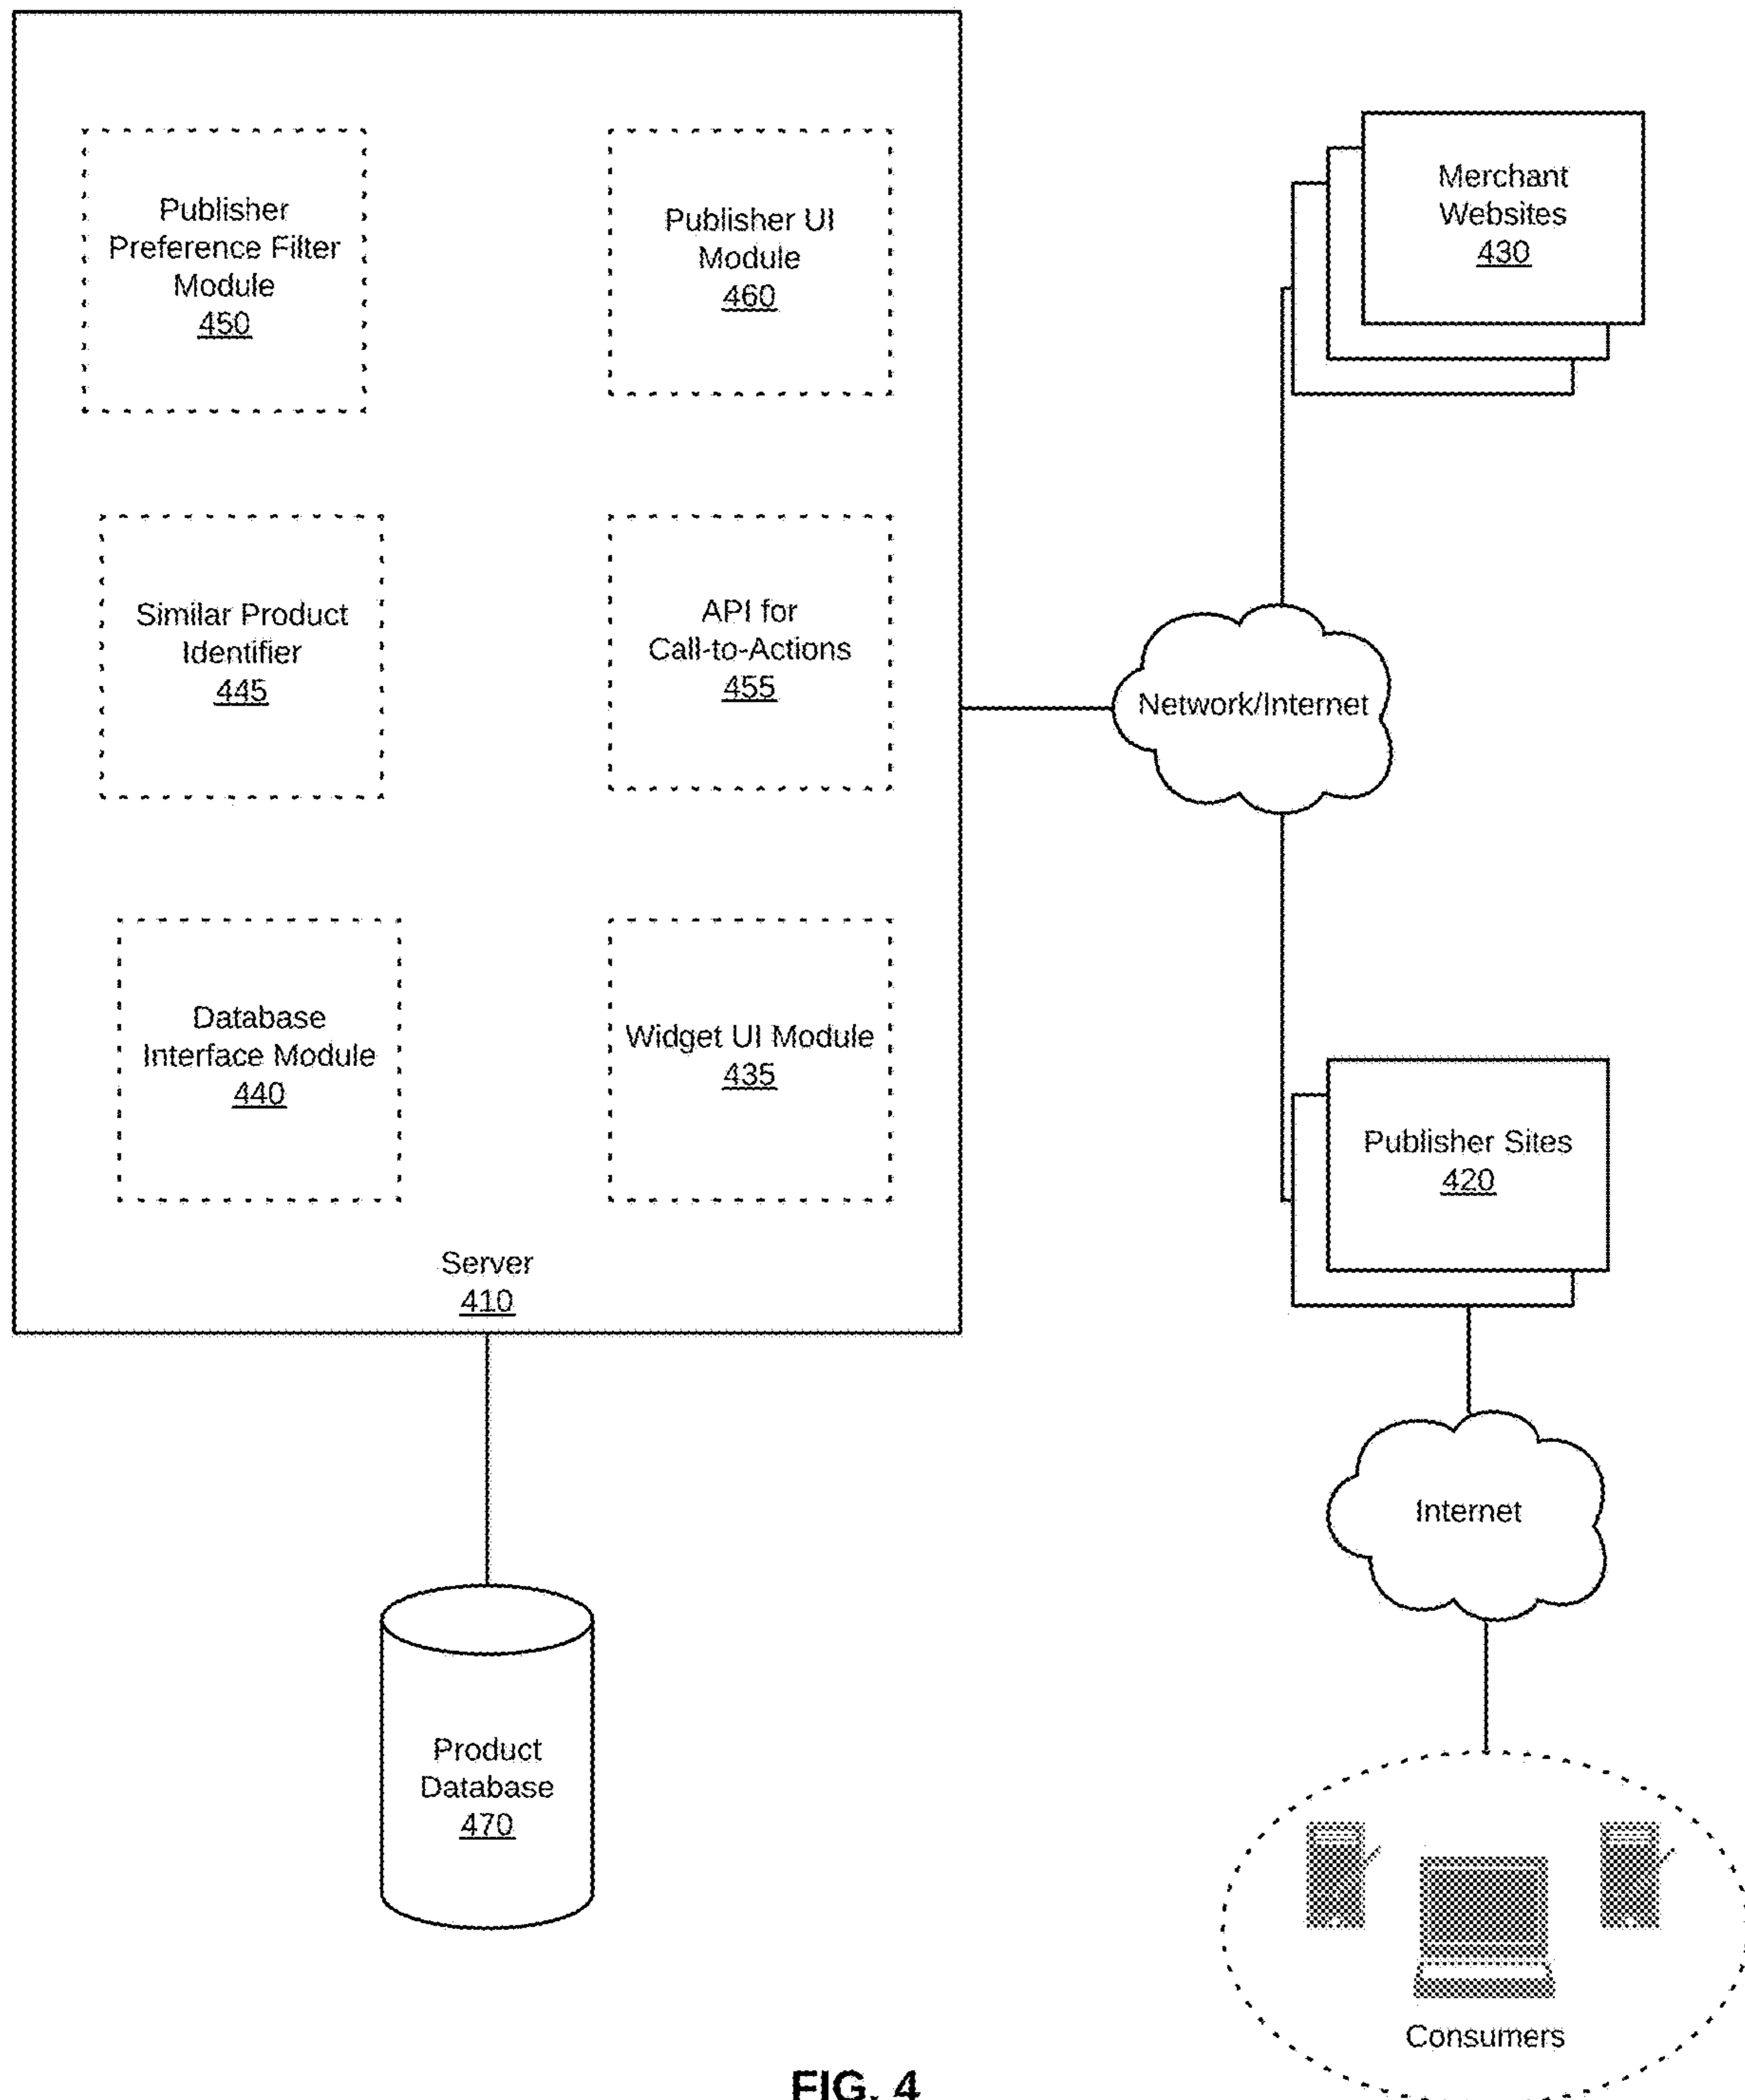 Publisher
Preference Filter
Module
450
Publisher UI
Module
460
Merchant
Websites
430
Similar Product
Identifier
445
API for
Call-to-Actions
455
Network/Internet
Database
Interface Module
440
Widget UI Module
435
Publisher Sites
420
Server
410
Internet
Product
Database
470
Consumers
FIG. 4